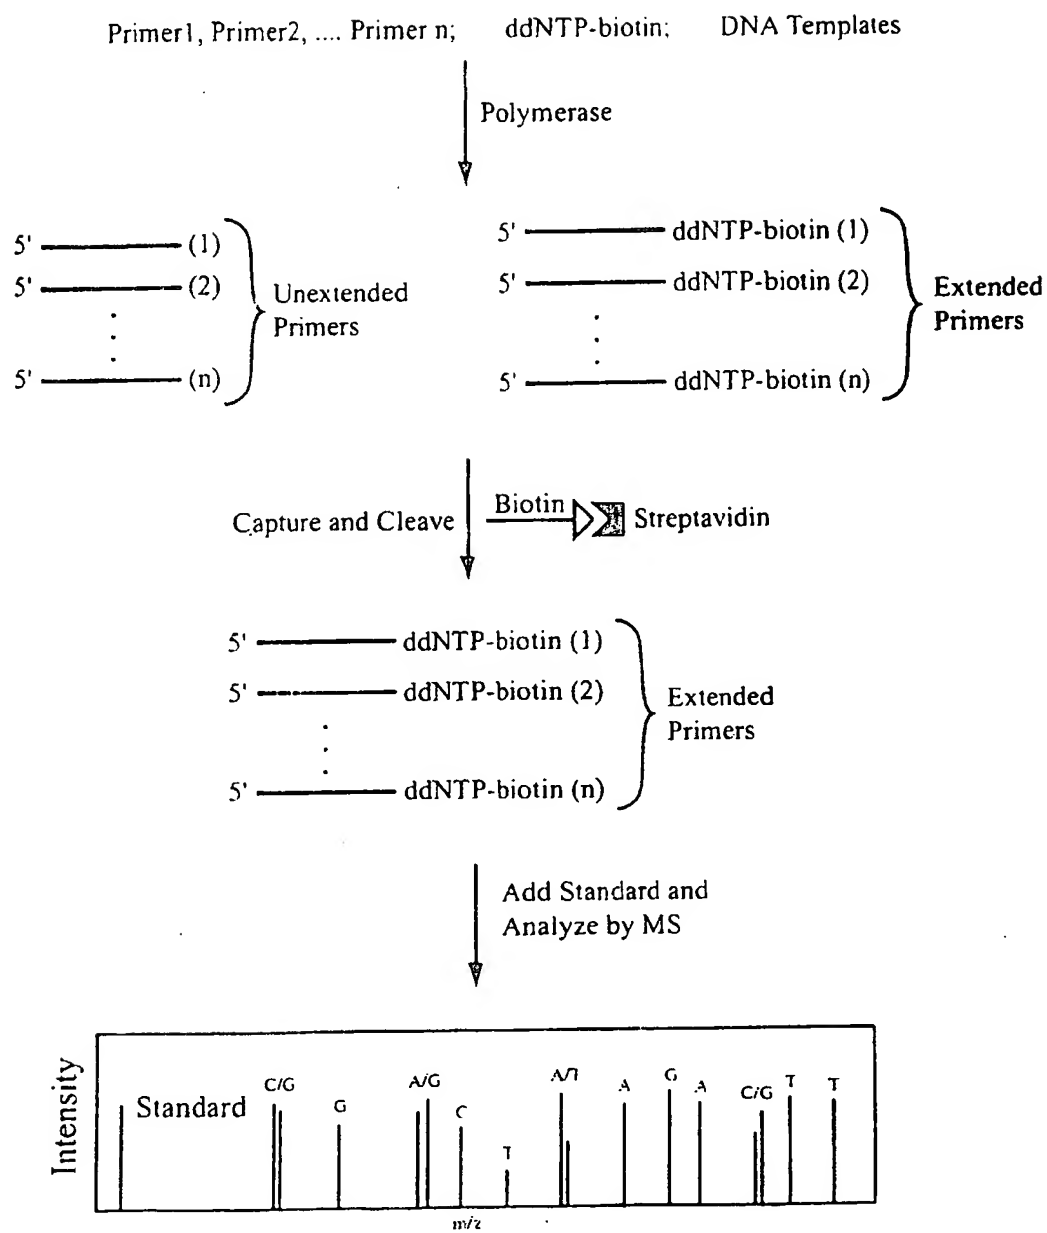 Primer1, Primer2, .... Primer n; ddNTP-biotin; DNA Templates
Polymerase
5' (1)
5' (2)
5' (n)
Unextended
Primers
5' ddNTP-biotin (1)
5' ddNTP-biotin (2)
5' ddNTP-biotin (n)
Extended
Primers
Capture and Cleave
Biotin
Streptavidin
5' ddNTP-biotin (1)
5' ddNTP-biotin (2)
5' ddNTP-biotin (n)
Extended
Primers
Add Standard and
Analyze by MS
Intensity
Standard
C/G
G
A/G
C
T
A/T
A
G
A
C/G
T
T
m/z